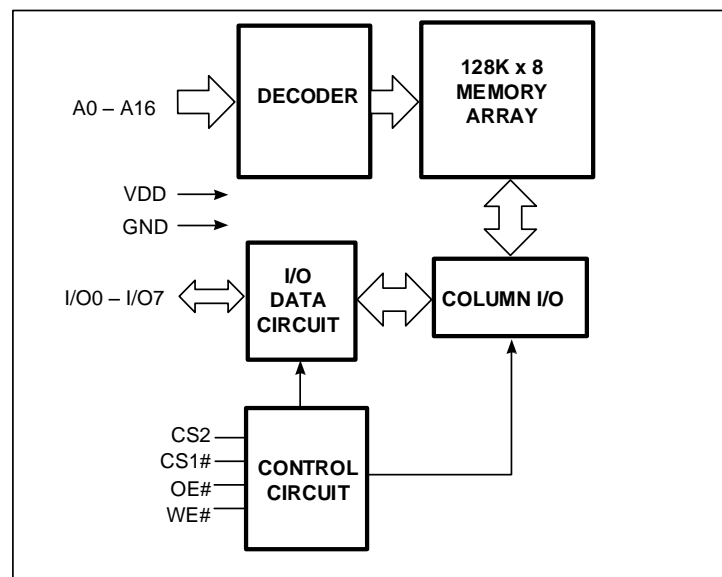 A0 – A16
DECODER
128K x 8
MEMORY
ARRAY
VDD
GND
I/O0 – I/O7
I/O
DATA
CIRCUIT
COLUMN I/O
CS2
CS1#
OE#
WE#
CONTROL
CIRCUIT